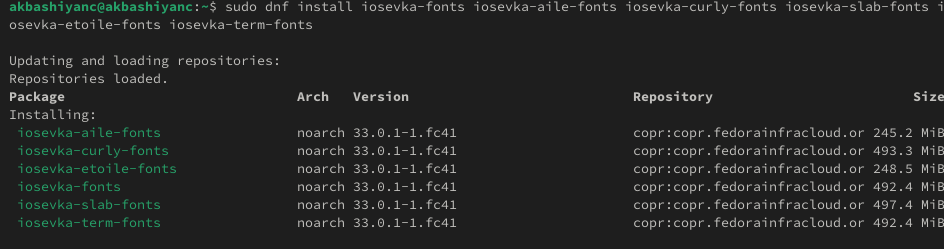 akbashiyanc@akbashiyanc:~$ sudo dnf install iosevka-fonts iosevka-aile-fonts iosevka-curly-fonts iosevka-slab-fonts i
osevka-etoile-fonts iosevka-term-fonts
Updating and loading repositories:
Repositories loaded.
Package Arch Version Repository Size
Installing:
iosevka-aile-fonts noarch 33.0.1-1.fc41 copr:copr.fedorainfracloud.or 245.2 MiB
iosevka-curly-fonts noarch 33.0.1-1.fc41 copr:copr.fedorainfracloud.or 493.3 MiB
iosevka-etoile-fonts noarch 33.0.1-1.fc41 copr:copr.fedorainfracloud.or 248.5 MiB
iosevka-fonts noarch 33.0.1-1.fc41 copr:copr.fedorainfracloud.or 492.4 MiB
iosevka-slab-fonts noarch 33.0.1-1.fc41 copr:copr.fedorainfracloud.or 497.4 MiB
iosevka-term-fonts noarch 33.0.1-1.fc41 copr:copr.fedorainfracloud.or 492.4 MiB